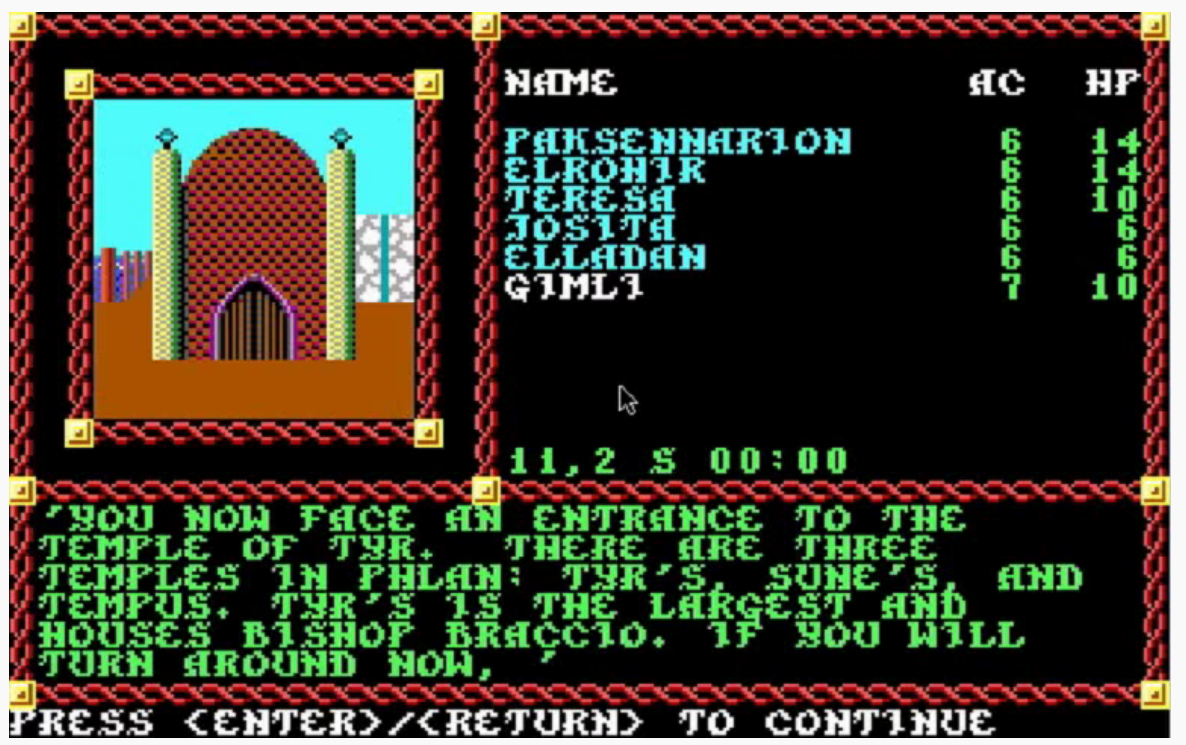 NAME AC HP
PAKSENNARION 6 14
ELROHIR 6 14
TERESA 6 10
JOSITA 6 6
ELLADAN 6 6
GIMLI 7 10
11,2 S 00:00
'YOU NOW FACE AN ENTRANCE TO THE
TEMPLE OF TYR. THERE ARE THREE
TEMPLES IN PHLAN: TYR'S, SUNE'S, AND
TEMPUS. TYR'S IS THE LARGEST AND
HOUSES BISHOP BRACCIO. IF YOU WILL
TURN AROUND NOW, '
PRESS <ENTER>/<RETURN> TO CONTINUE